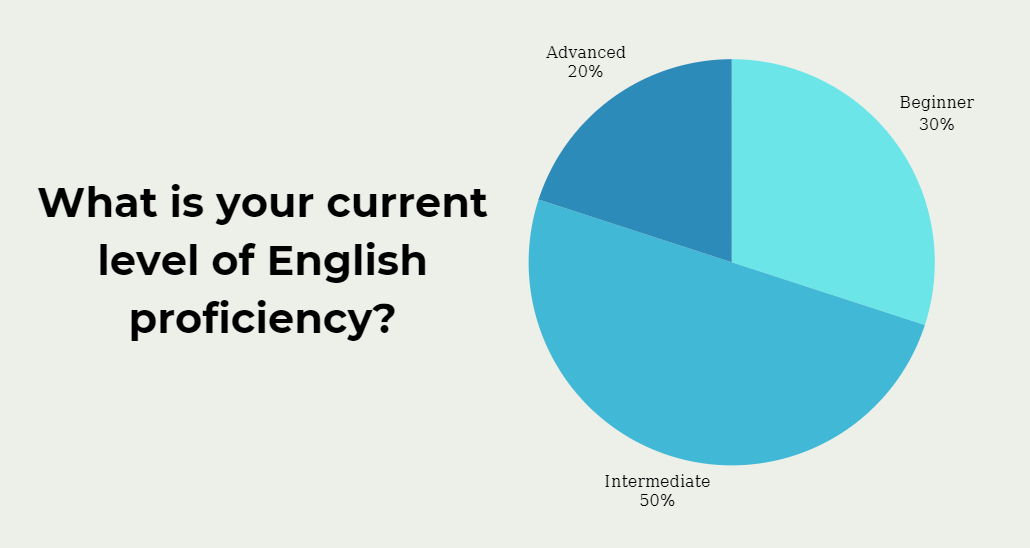 What is your current
level of English
proficiency?
Advanced
20%
Beginner
30%
Intermediate
50%